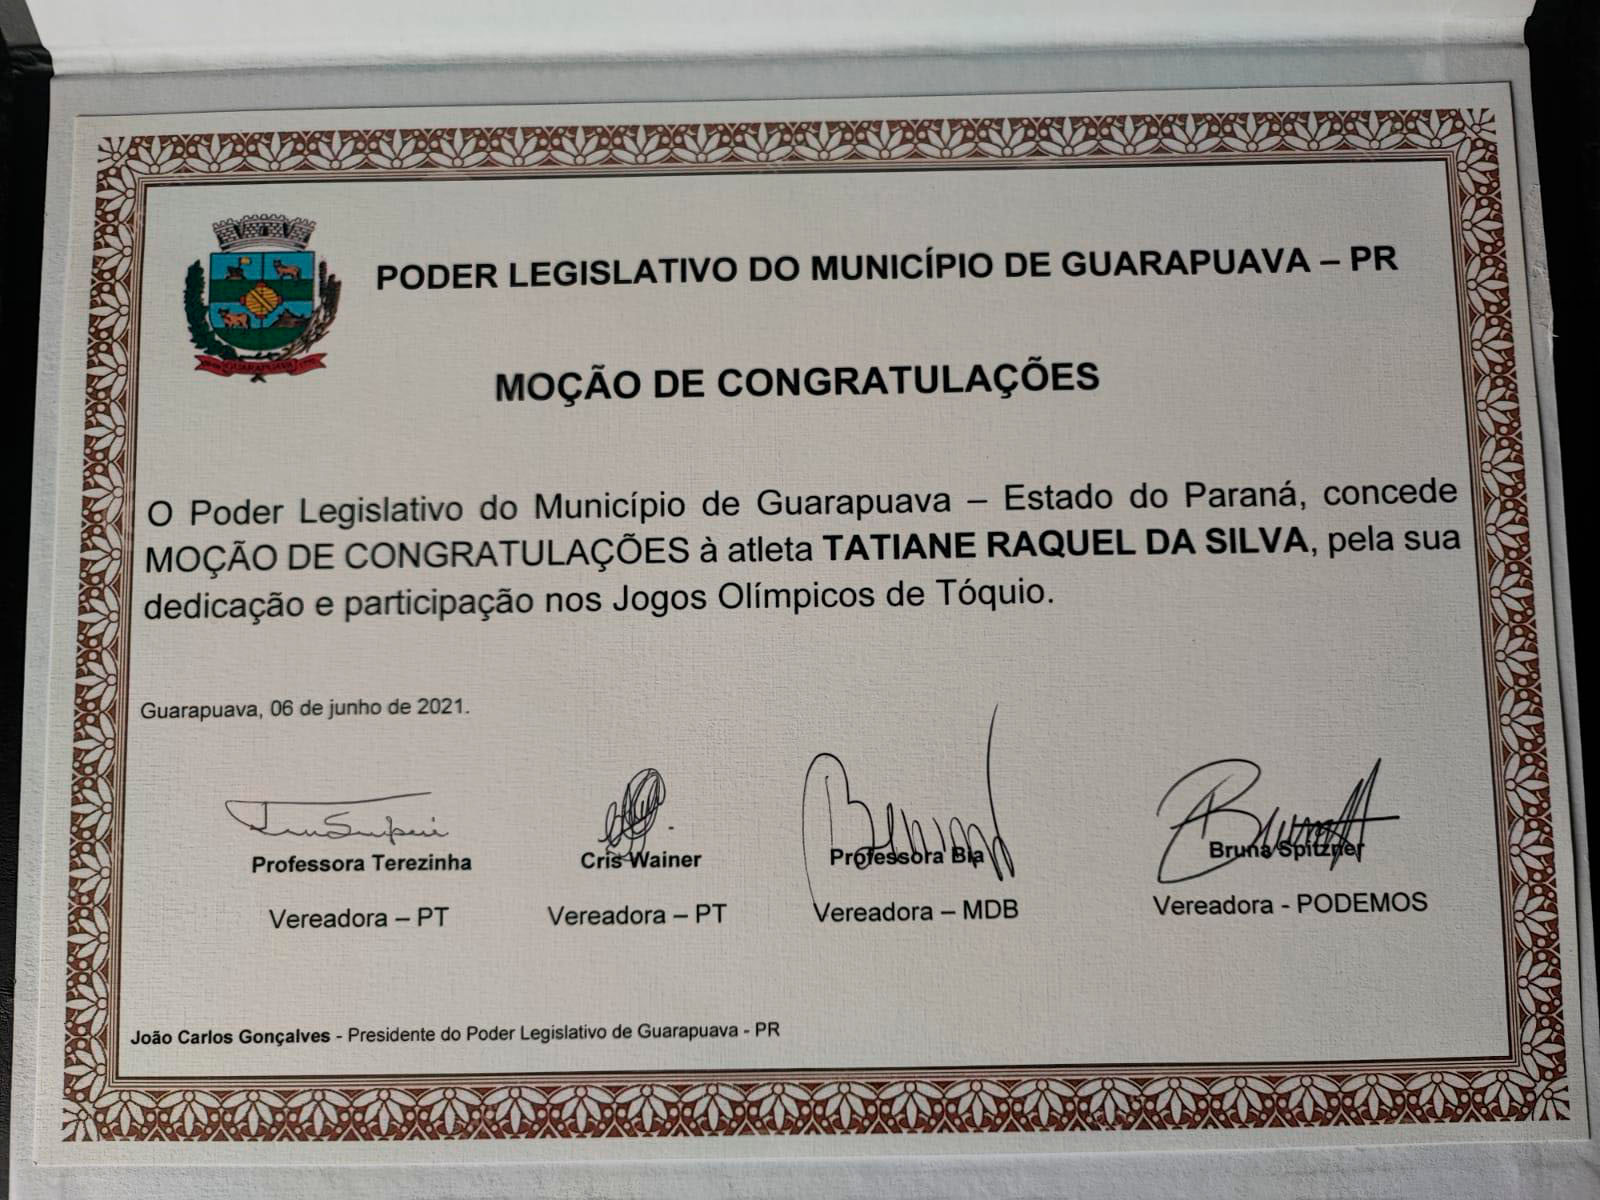 PODER LEGISLATIVO DO MUNICÍPIO DE GUARAPUAVA – PR
GUARAPUAVA
MOÇÃO DE CONGRATULAÇÕES
O Poder Legislativo do Município de Guarapuava – Estado do Paraná, concede
MOÇÃO DE CONGRATULAÇÕES à atleta TATIANE RAQUEL DA SILVA, pela sua
dedicação e participação nos Jogos Olímpicos de Tóquio.
Guarapuava, 06 de junho de 2021.
Professora Terezinha
Vereadora – PT
Cris Wainer
Vereadora – PT
Professora Bia
Vereadora – MDB
Bruna Spitzner
Vereadora - PODEMOS
João Carlos Gonçalves - Presidente do Poder Legislativo de Guarapuava - PR